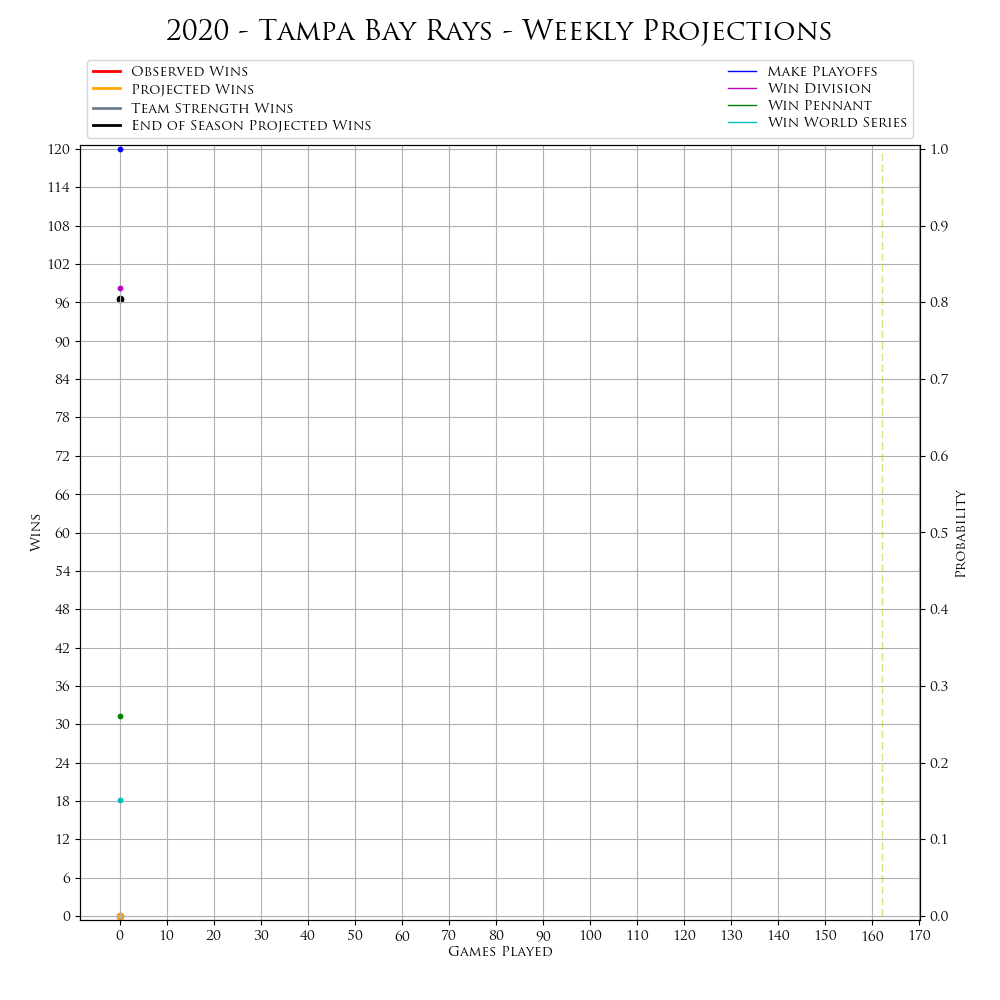 2020 - Tampa Bay Rays - Weekly Projections
Observed Wins
Projected Wins
Team Strength Wins
End of Season Projected Wins
Make Playoffs
Win Division
Win Pennant
Win World Series
120
114
108
102
96
90
84
78
72
66
60
54
48
42
36
30
24
18
12
6
0
Wins
1.0
0.9
0.8
0.7
0.6
0.5
0.4
0.3
0.2
0.1
0.0
Probability
0 10 20 30 40 50 60 70 80 90 100 110 120 130 140 150 160 170
Games Played